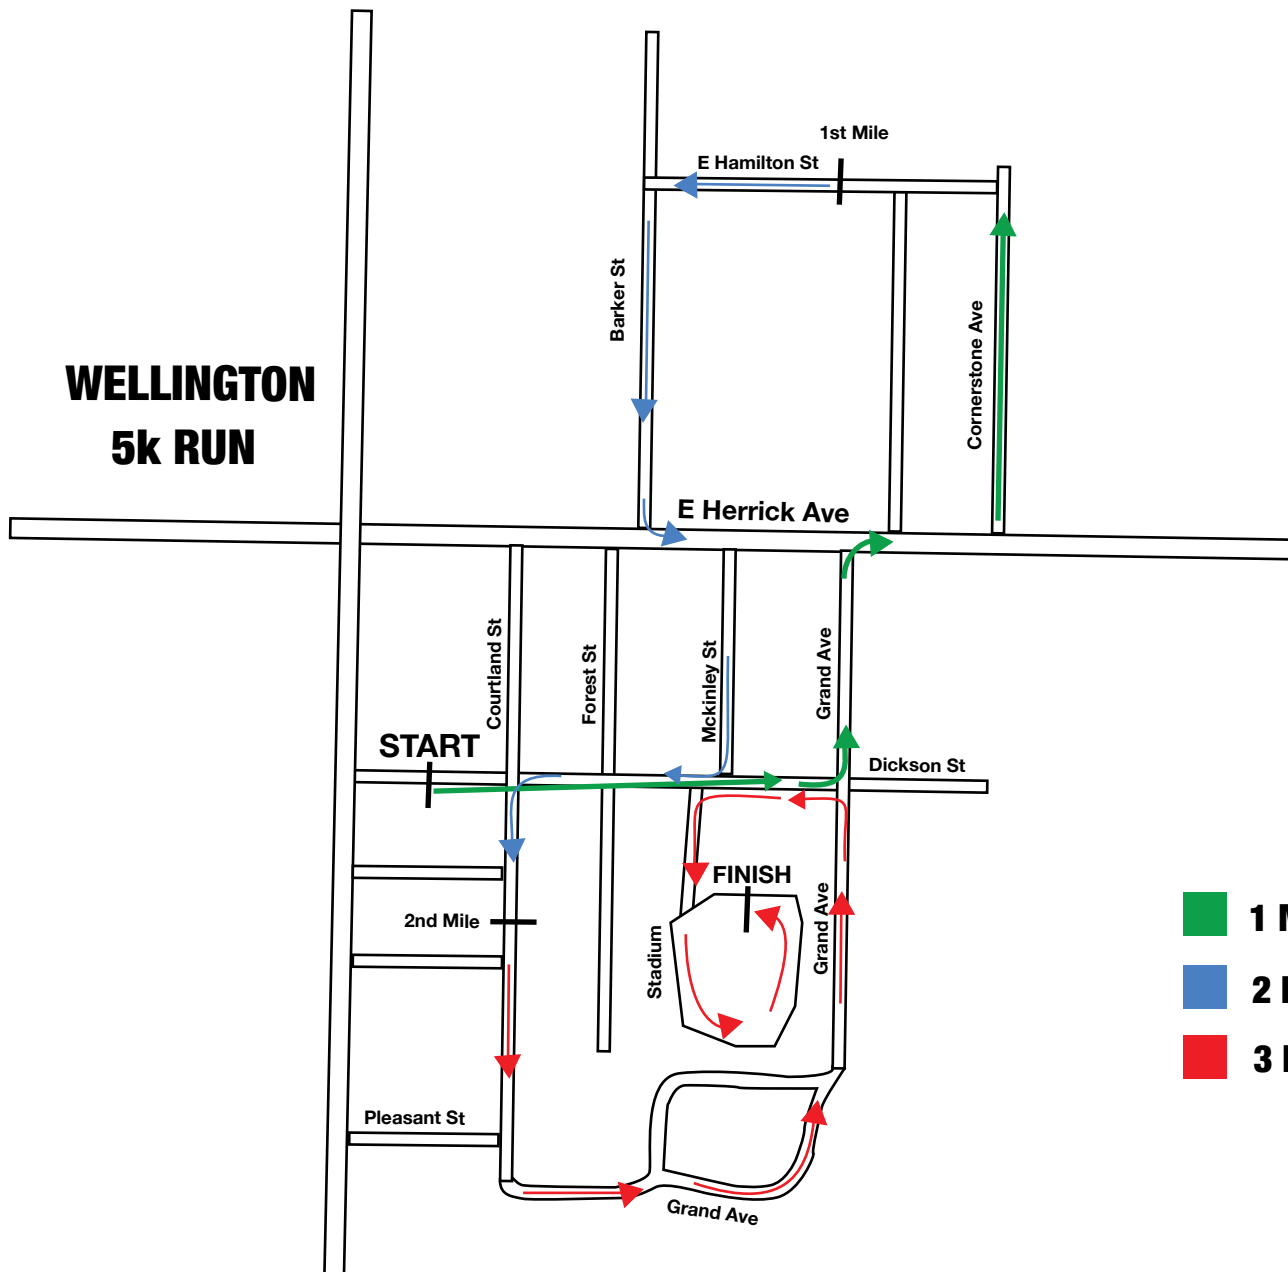 1st Mile
E Hamilton St
Barker St
Cornerstone Ave
WELLINGTON
5k RUN
E Herrick Ave
Courtland St
Forest St
Mckinley St
Grand Ave
START
Dickson St
FINISH
2nd Mile
Stadium
Grand Ave
1
2
3
Pleasant St
Grand Ave